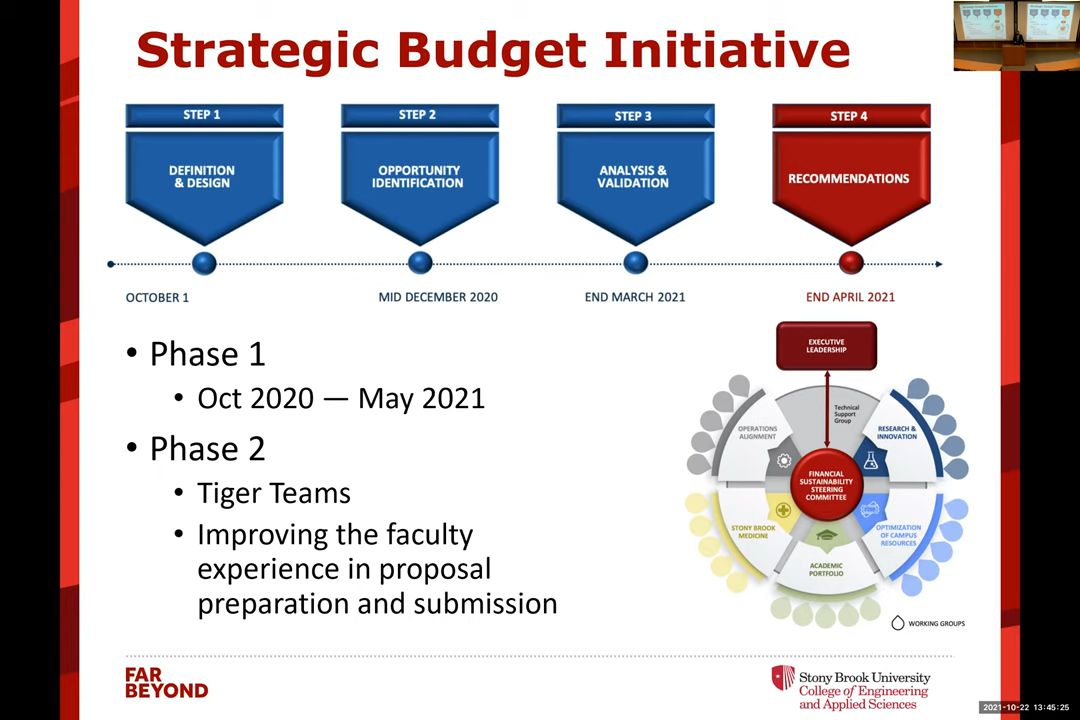 Strategic Budget Initiative
STEP 1
STEP 2
STEP 3
STEP 4
DEFINITION
& DESIGN
OPPORTUNITY
IDENTIFICATION
ANALYSIS &
VALIDATION
RECOMMENDATIONS
OCTOBER 1
MID DECEMBER 2020
END MARCH 2021
END APRIL 2021
• Phase 1
• Oct 2020 — May 2021
• Phase 2
• Tiger Teams
• Improving the faculty
experience in proposal
preparation and submission
EXECUTIVE
LEADERSHIP
Technical
Support
Group
OPERATIONS
ALIGNMENT
RESEARCH &
INNOVATION
FINANCIAL
SUSTAINABILITY
STEERING
COMMITTEE
STONY BROOK
MEDICINE
OPTIMIZATION
OF CAMPUS
RESOURCES
ACADEMIC
PORTFOLIO
WORKING GROUPS
FAR
BEYOND
Stony Brook University
College of Engineering
and Applied Sciences
2021-10-22 13:45:25